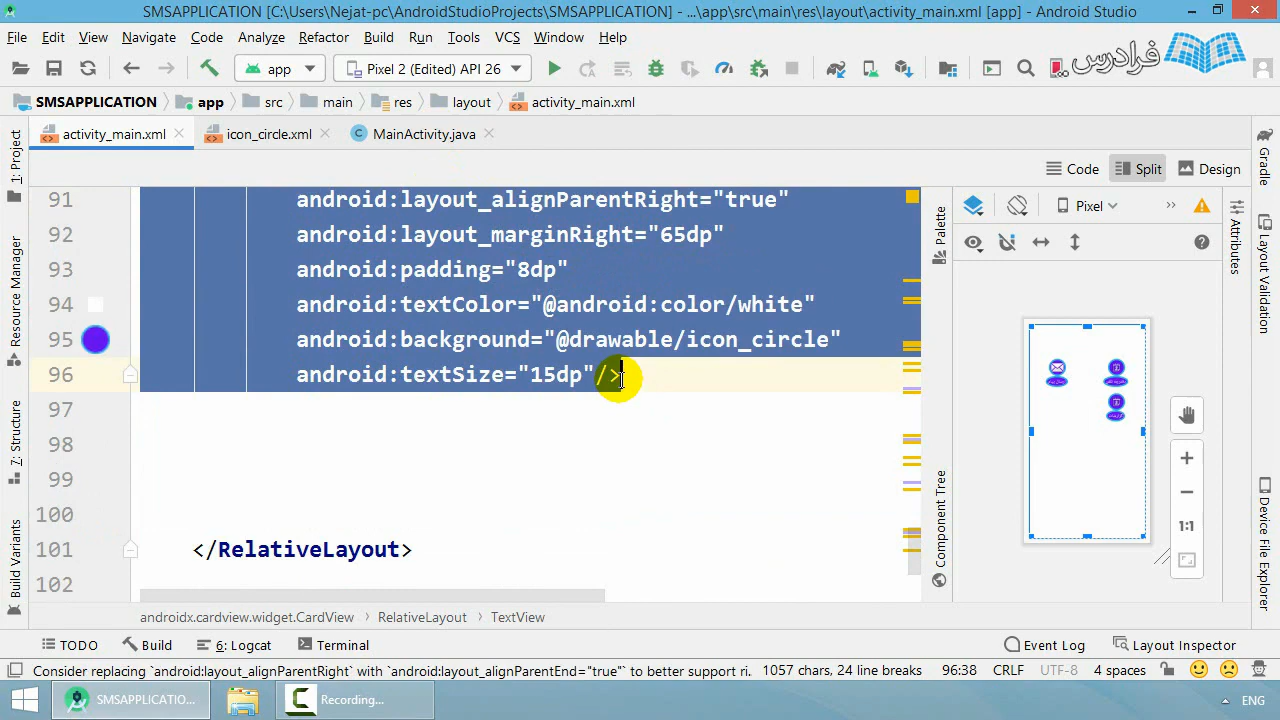 SMSAPPLICATION [C:\Users\Nejat-pc\AndroidStudioProjects\SMSAPPLICATION] - ...\app\src\main\res\layout\activity_main.xml [app] - Android Studio
File Edit View Navigate Code Analyze Refactor Build Run Tools VCS Window Help
app Pixel 2 (Edited) API 26
فرادرس
SMSAPPLICATION app src main res layout activity_main.xml
activity_main.xml icon_circle.xml MainActivity.java
Code Split Design
91 android:layout_alignParentRight="true"
92 android:layout_marginRight="65dp"
93 android:padding="8dp"
94 android:textColor="@android:color/white"
95 android:background="@drawable/icon_circle"
96 android:textSize="15dp"/>
97
98
99
100
101 </RelativeLayout>
102
androidx.cardview.widget.CardView RelativeLayout TextView
1: Project
Resource Manager
Z: Structure
Build Variants
Palette
Component Tree
Pixel
1:1
Attributes
Gradle
Layout Validation
Device File Explorer
TODO Build 6: Logcat Terminal Event Log Layout Inspector
Consider replacing `android:layout_alignParentRight` with `android:layout_alignParentEnd="true"` to better support ri... 1057 chars, 24 line breaks 96:38 CRLF UTF-8 4 spaces
SMSAPPLICATIO... Recording... ENG